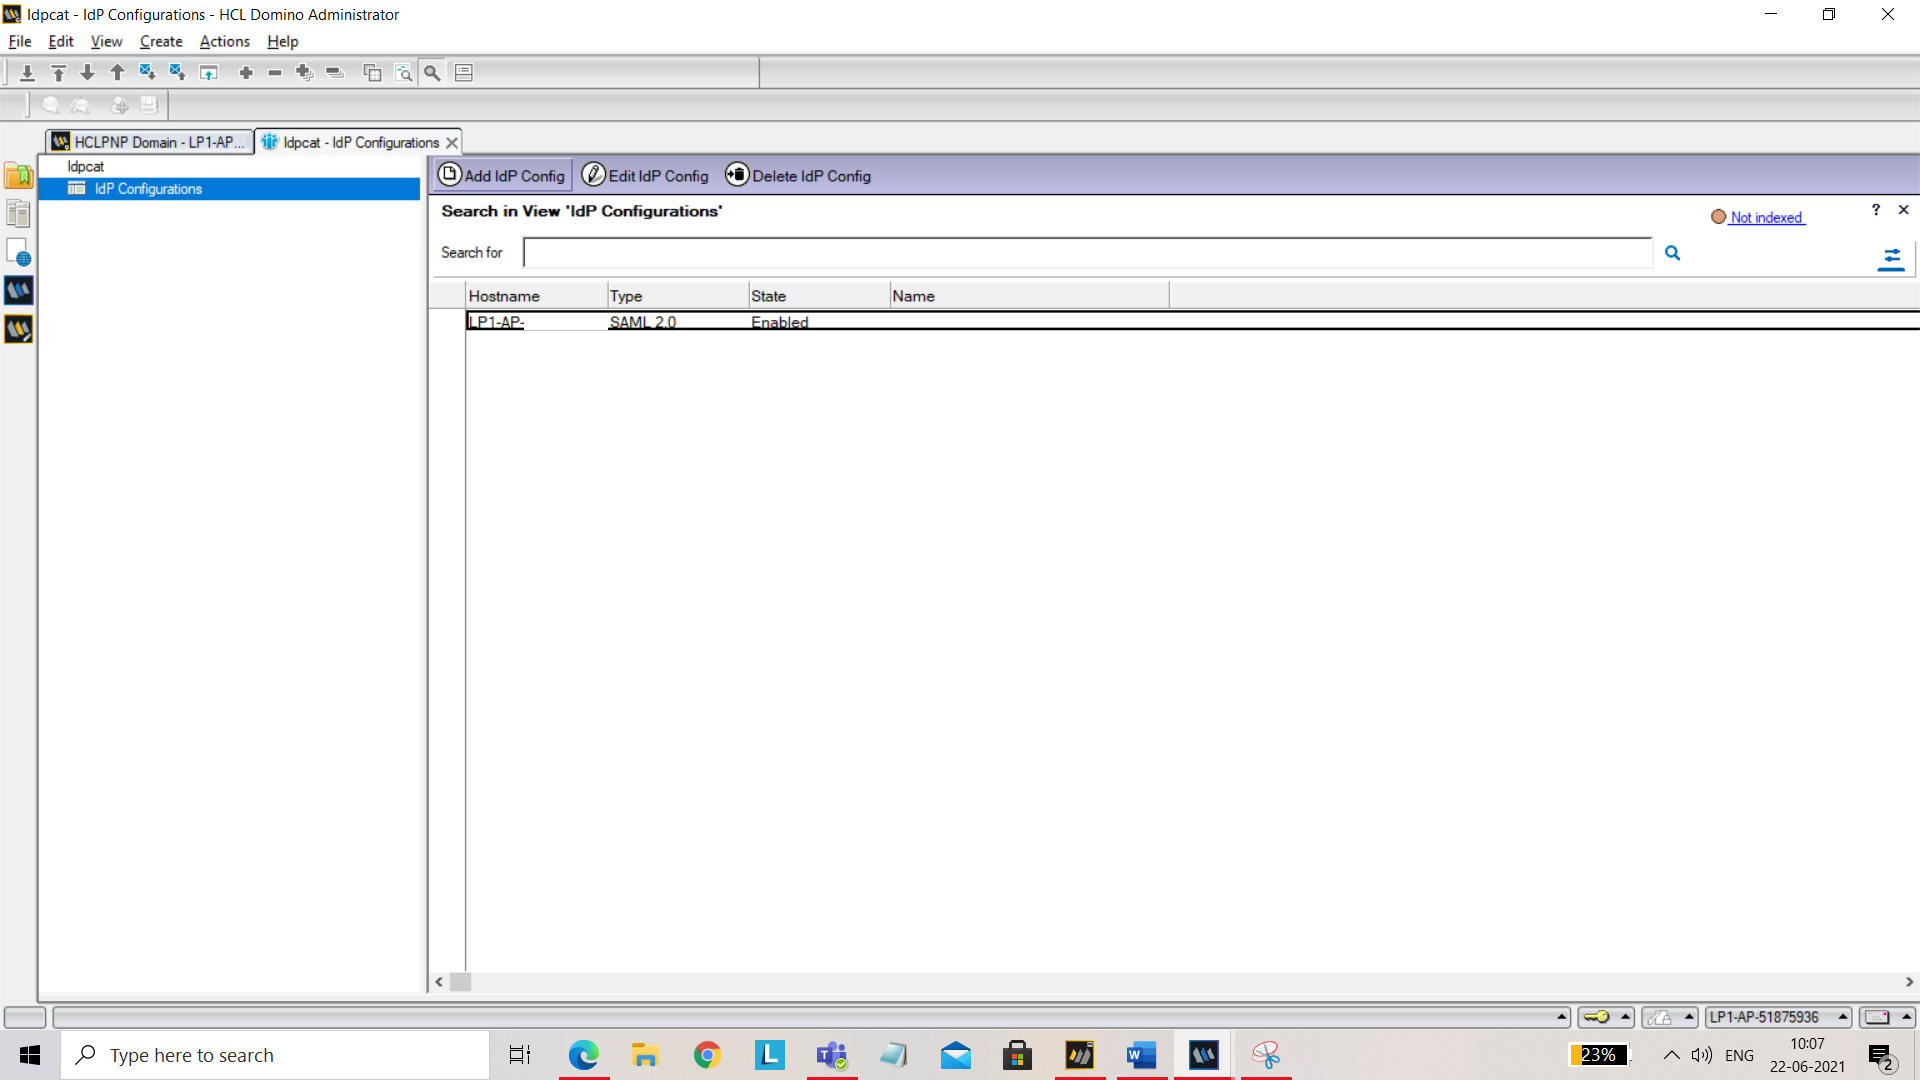 Idpcat - IdP Configurations - HCL Domino Administrator
File Edit View Create Actions Help
HCLPNP Domain - LP1-AP... Idpcat - IdP Configurations
Idpcat
IdP Configurations
Add IdP Config Edit IdP Config Delete IdP Config
Search in View 'IdP Configurations'
Not indexed ? ×
Search for
Hostname Type State Name
LP1-AP- SAML 2.0 Enabled
LP1-AP-51875936
Type here to search
23% ENG
10:07
22-06-2021
2